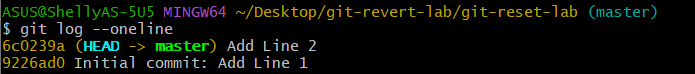 ASUS@ShellyAS-5U5 MINGW64 ~/Desktop/git-revert-lab/git-reset-lab (master)
$ git log --oneline
6c0239a (HEAD -> master) Add Line 2
9226ad0 Initial commit: Add Line 1